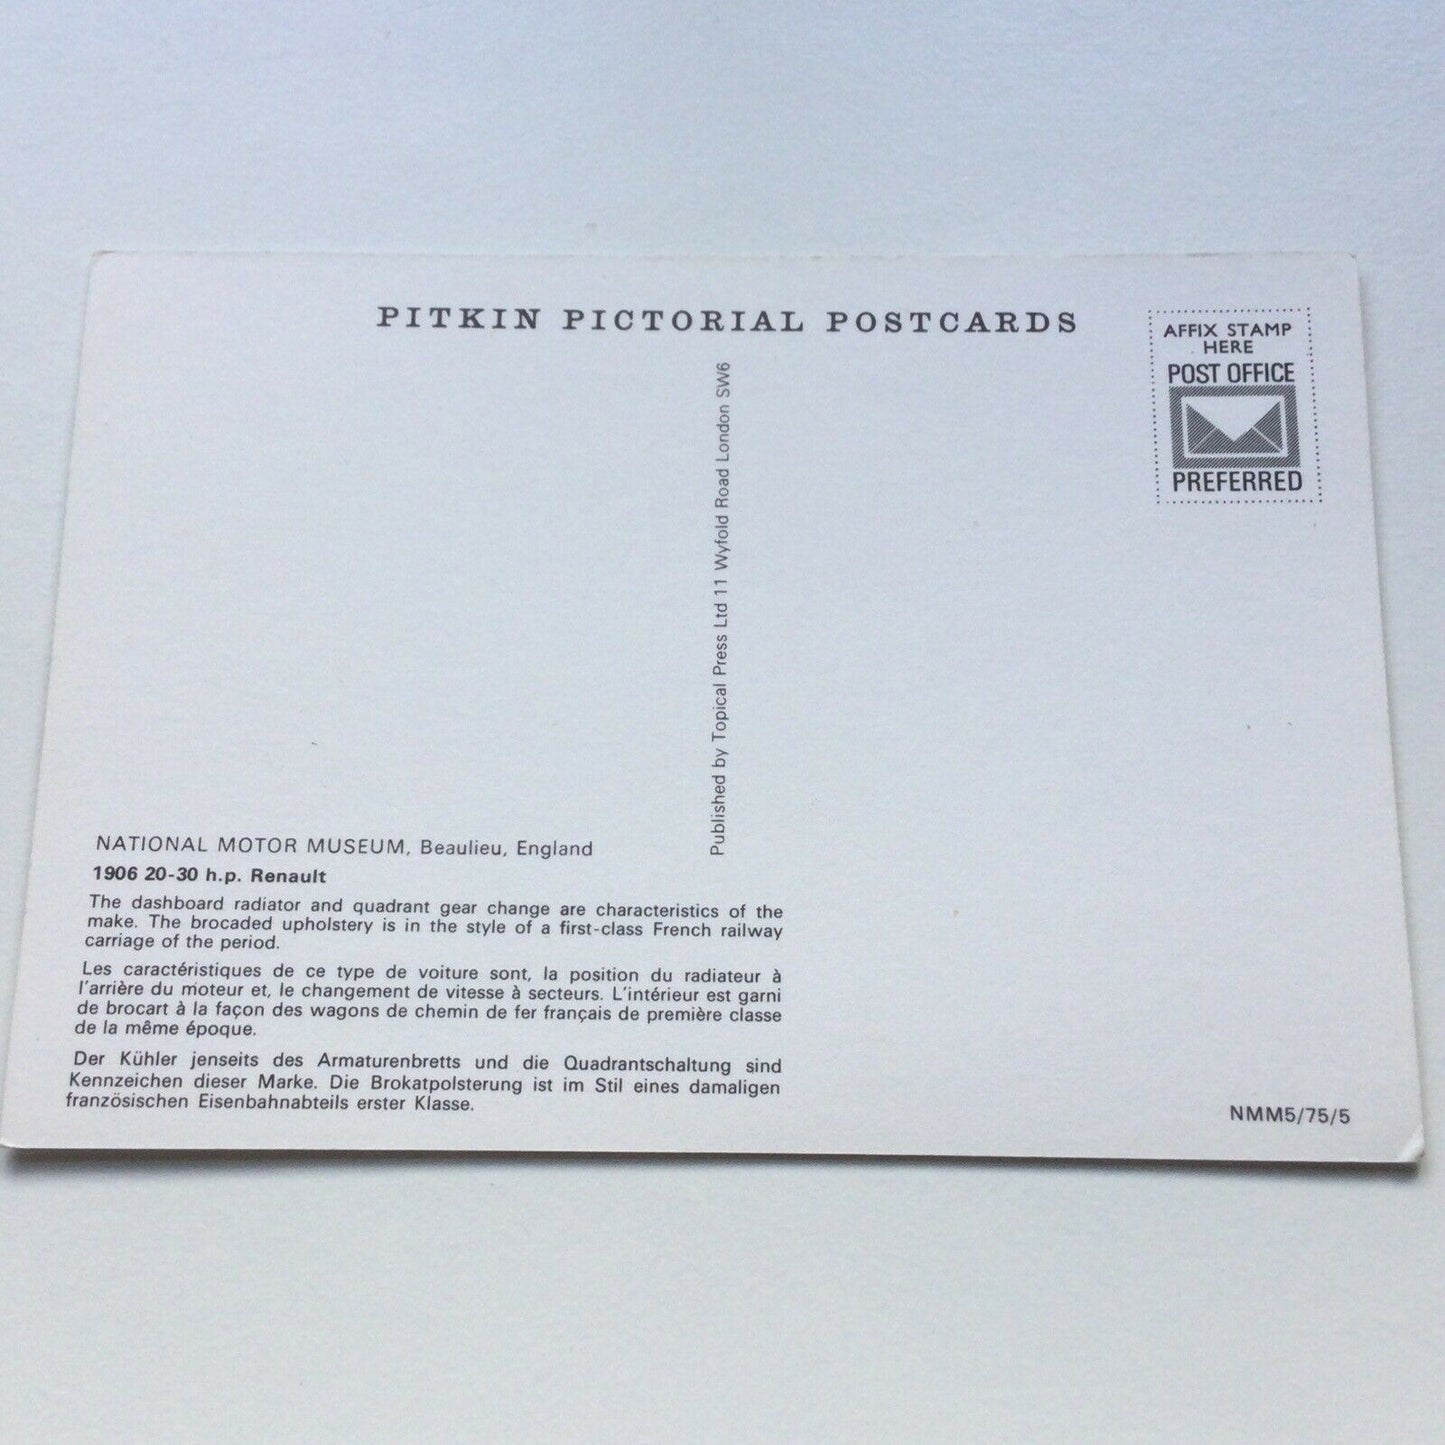 PITKIN PICTORIAL POSTCARDS
AFFIX STAMP
HERE
POST OFFICE
PREFERRED
Published by Topical Press Ltd 11 Wyfold Road London SW6
NATIONAL MOTOR MUSEUM, Beaulieu, England
1906 20-30 h.p. Renault
The dashboard radiator and quadrant gear change are characteristics of the
make. The brocaded upholstery is in the style of a first-class French railway
carriage of the period.
Les caractéristiques de ce type de voiture sont, la position du radiateur à
l'arrière du moteur et, le changement de vitesse à secteurs. L'intérieur est garni
de brocart à la façon des wagons de chemin de fer français de première classe
de la même époque.
Der Kühler jenseits des Armaturenbretts und die Quadrantschaltung sind
Kennzeichen dieser Marke. Die Brokatpolsterung ist im Stil eines damaligen
französischen Eisenbahnabteils erster Klasse.
NMM5/75/5